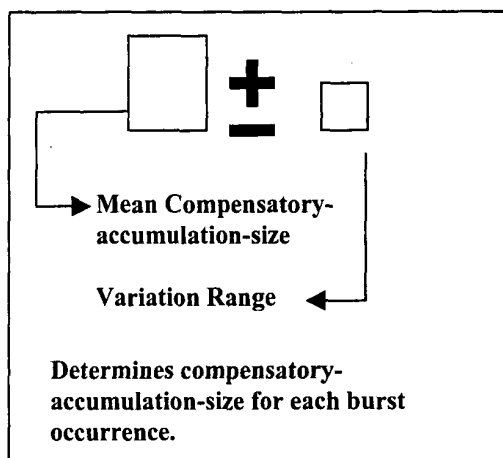 ±
Mean Compensatory-
accumulation-size
Variation Range
Determines compensatory-
accumulation-size for each burst
occurrence.